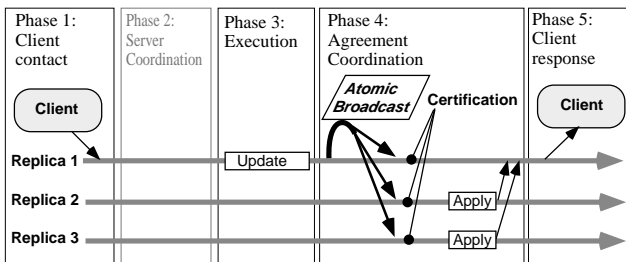 Phase 1:
Client
contact
Phase 2:
Server
Coordination
Phase 3:
Execution
Phase 4:
Agreement
Coordination
Phase 5:
Client
response
Client
Atomic
Broadcast
Certification
Client
Replica 1
Update
Replica 2
Apply
Replica 3
Apply